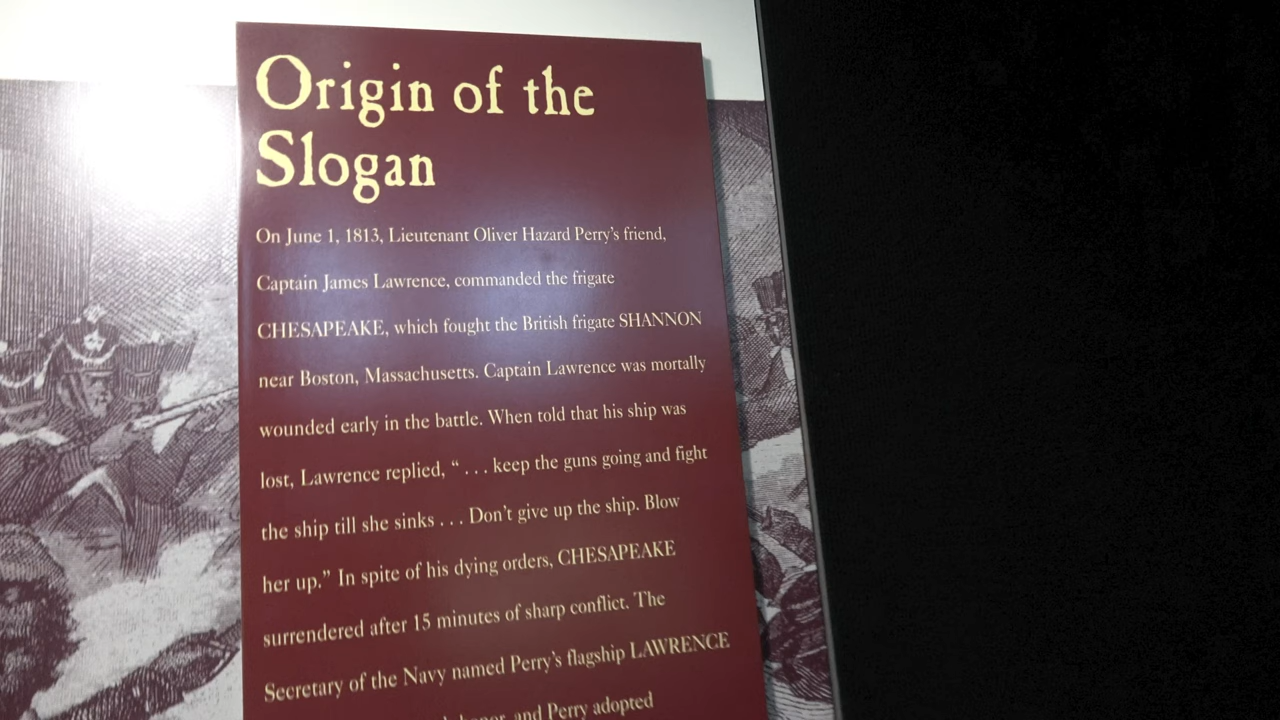 Origin of the
Slogan
On June 1, 1813, Lieutenant Oliver Hazard Perry's friend,
Captain James Lawrence, commanded the frigate
CHESAPEAKE, which fought the British frigate SHANNON
near Boston, Massachusetts. Captain Lawrence was mortally
wounded early in the battle. When told that his ship was
lost, Lawrence replied, “ . . . keep the guns going and fight
the ship till she sinks . . . Don't give up the ship. Blow
her up.” In spite of his dying orders, CHESAPEAKE
surrendered after 15 minutes of sharp conflict. The
Secretary of the Navy named Perry's flagship LAWRENCE
and Perry adopted